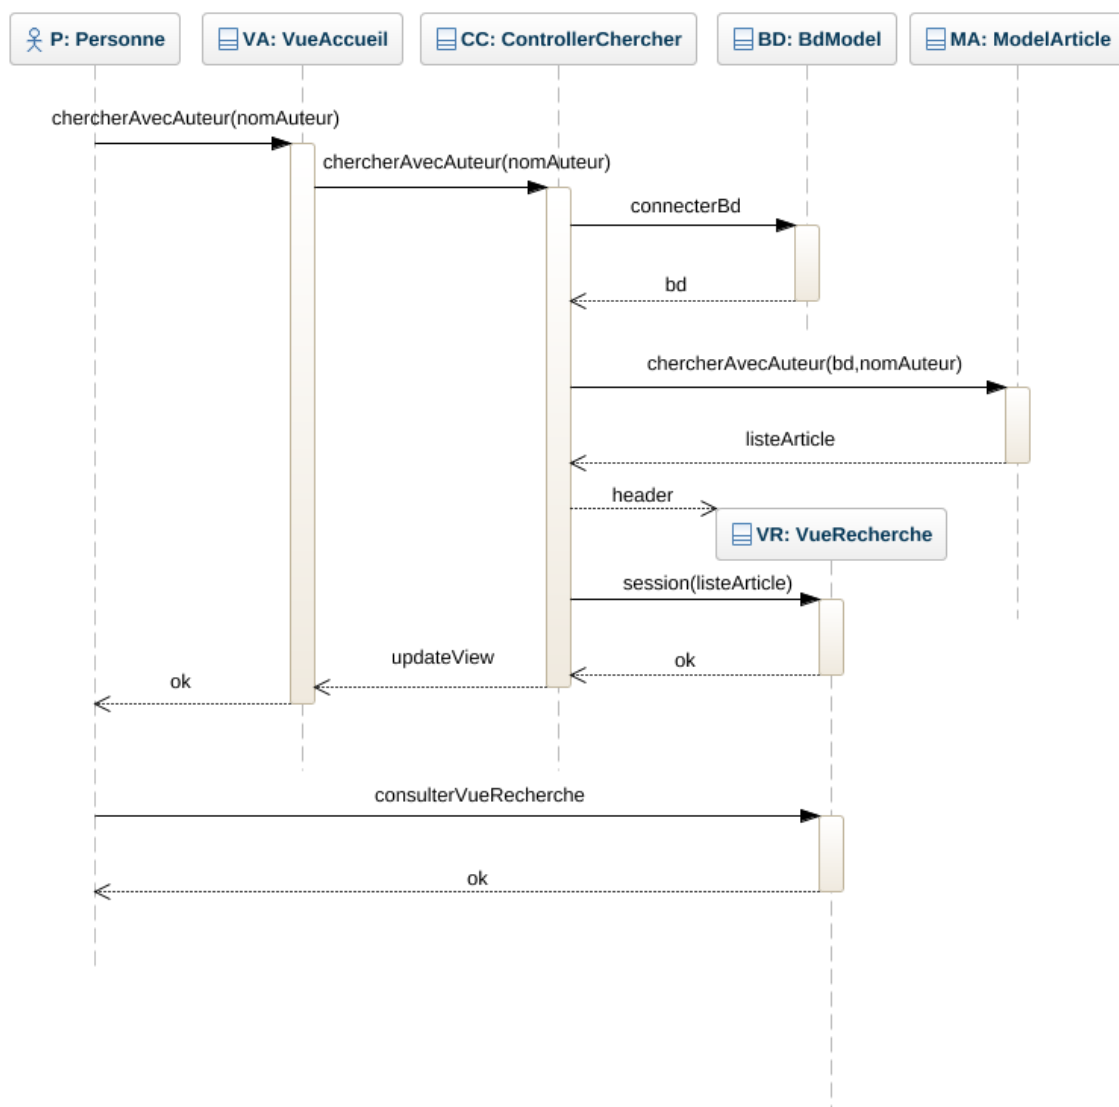 P: Personne
VA: VueAccueil
CC: ControllerChercher
BD: BdModel
MA: ModelArticle
chercherAvecAuteur(nomAuteur)
chercherAvecAuteur(nomAuteur)
connecterBd
bd
chercherAvecAuteur(bd,nomAuteur)
listeArticle
header
VR: VueRecherche
session(listeArticle)
updateView
ok
ok
consulterVueRecherche
ok